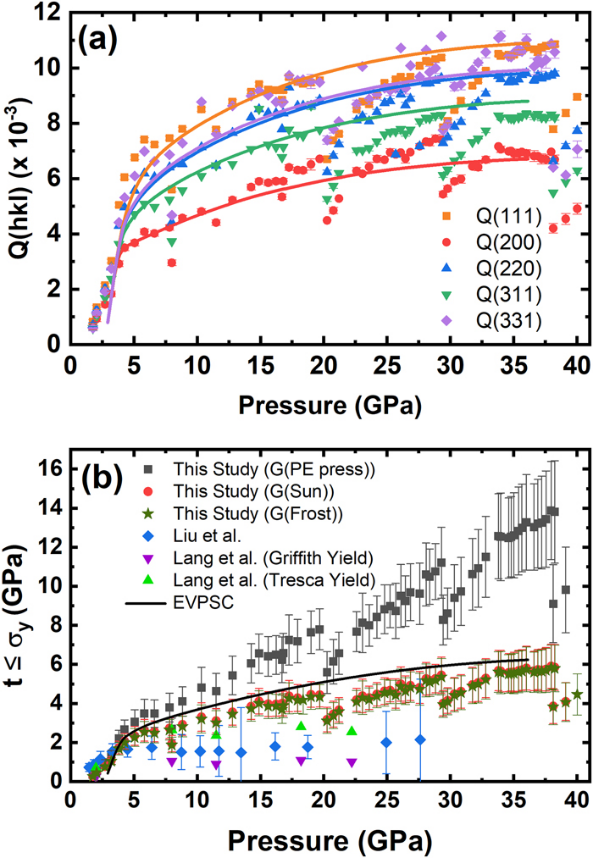 (a)
Q(hkl) (x 10⁻³)
12
10
8
6
4
2
0
Q(111)
Q(200)
Q(220)
Q(311)
Q(331)
0 5 10 15 20 25 30 35 40
Pressure (GPa)
(b)
t ≤ σy (GPa)
16
14
12
10
8
6
4
2
0
This Study (G(PE press))
This Study (G(Sun))
This Study (G(Frost))
Liu et al.
Lang et al. (Griffith Yield)
Lang et al. (Tresca Yield)
EVPSC
0 5 10 15 20 25 30 35 40
Pressure (GPa)